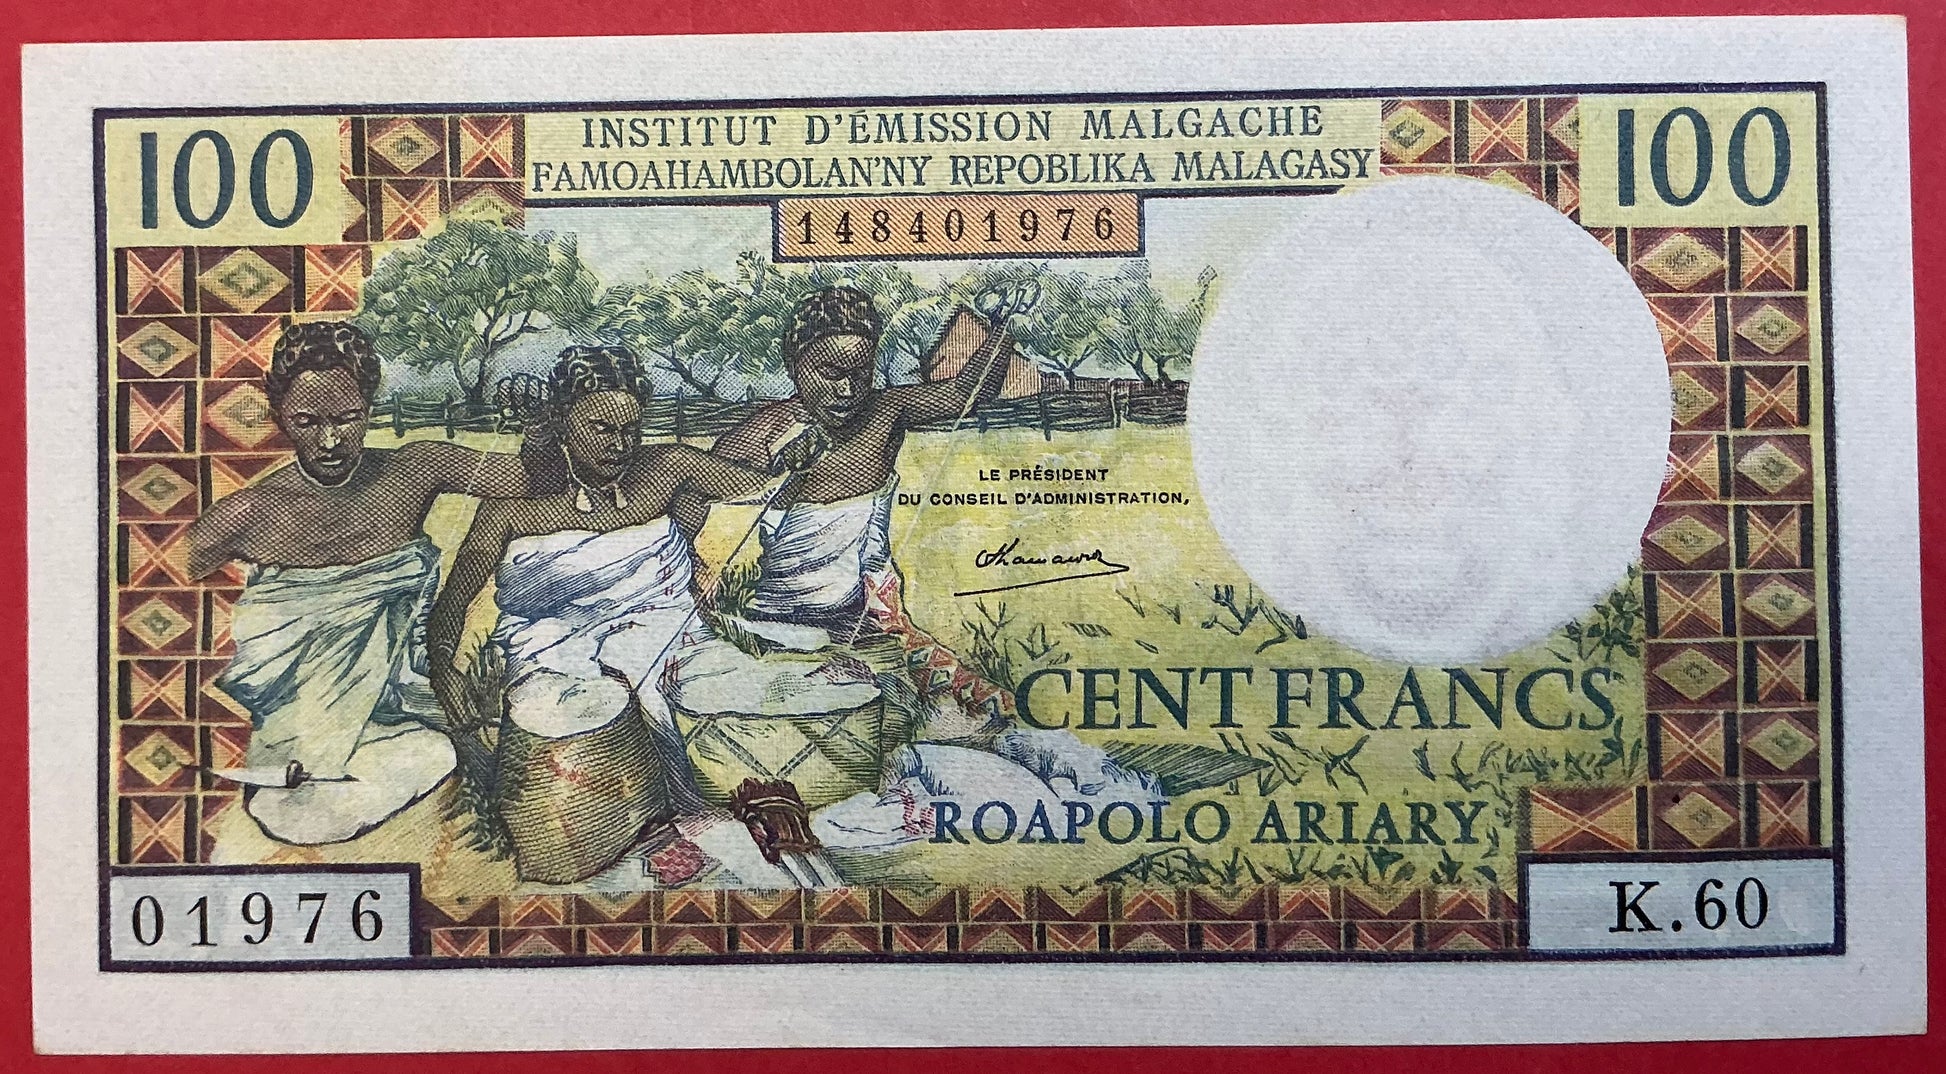 100
INSTITUT D'ÉMISSION MALGACHE
FAMOAHAMBOLAN'NY REPOBLIKA MALAGASY
100
148401976
LE PRÉSIDENT
DU CONSEIL D'ADMINISTRATION,
CENT FRANCS
ROAPOLO ARIARY
01976
K.60